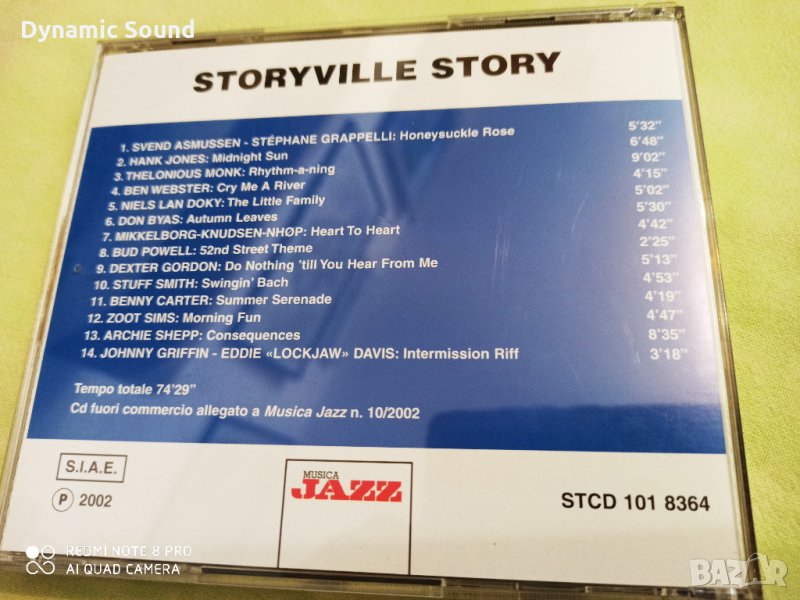 Dynamic Sound
STORYVILLE STORY
1. SVEND ASMUSSEN - STÉPHANE GRAPPELLI: Honeysuckle Rose 5'32"
2. HANK JONES: Midnight Sun 6'48"
3. THELONIOUS MONK: Rhythm-a-ning 9'02"
4. BEN WEBSTER: Cry Me A River 4'15"
5. NIELS LAN DOKY: The Little Family 5'02"
6. DON BYAS: Autumn Leaves 5'30"
7. MIKKELBORG-KNUDSEN-NHØP: Heart To Heart 4'42"
8. BUD POWELL: 52nd Street Theme 2'25"
9. DEXTER GORDON: Do Nothing 'till You Hear From Me 5'13"
10. STUFF SMITH: Swingin' Bach 4'53"
11. BENNY CARTER: Summer Serenade 4'19"
12. ZOOT SIMS: Morning Fun 4'47"
13. ARCHIE SHEPP: Consequences 8'35"
14. JOHNNY GRIFFIN - EDDIE «LOCKJAW» DAVIS: Intermission Riff 3'18"
Tempo totale 74'29"
Cd fuori commercio allegato a Musica Jazz n. 10/2002
S.I.A.E.
P 2002
MUSICA
JAZZ
STCD 101 8364
REDMI NOTE 8 PRO
AI QUAD CAMERA
BAZAR